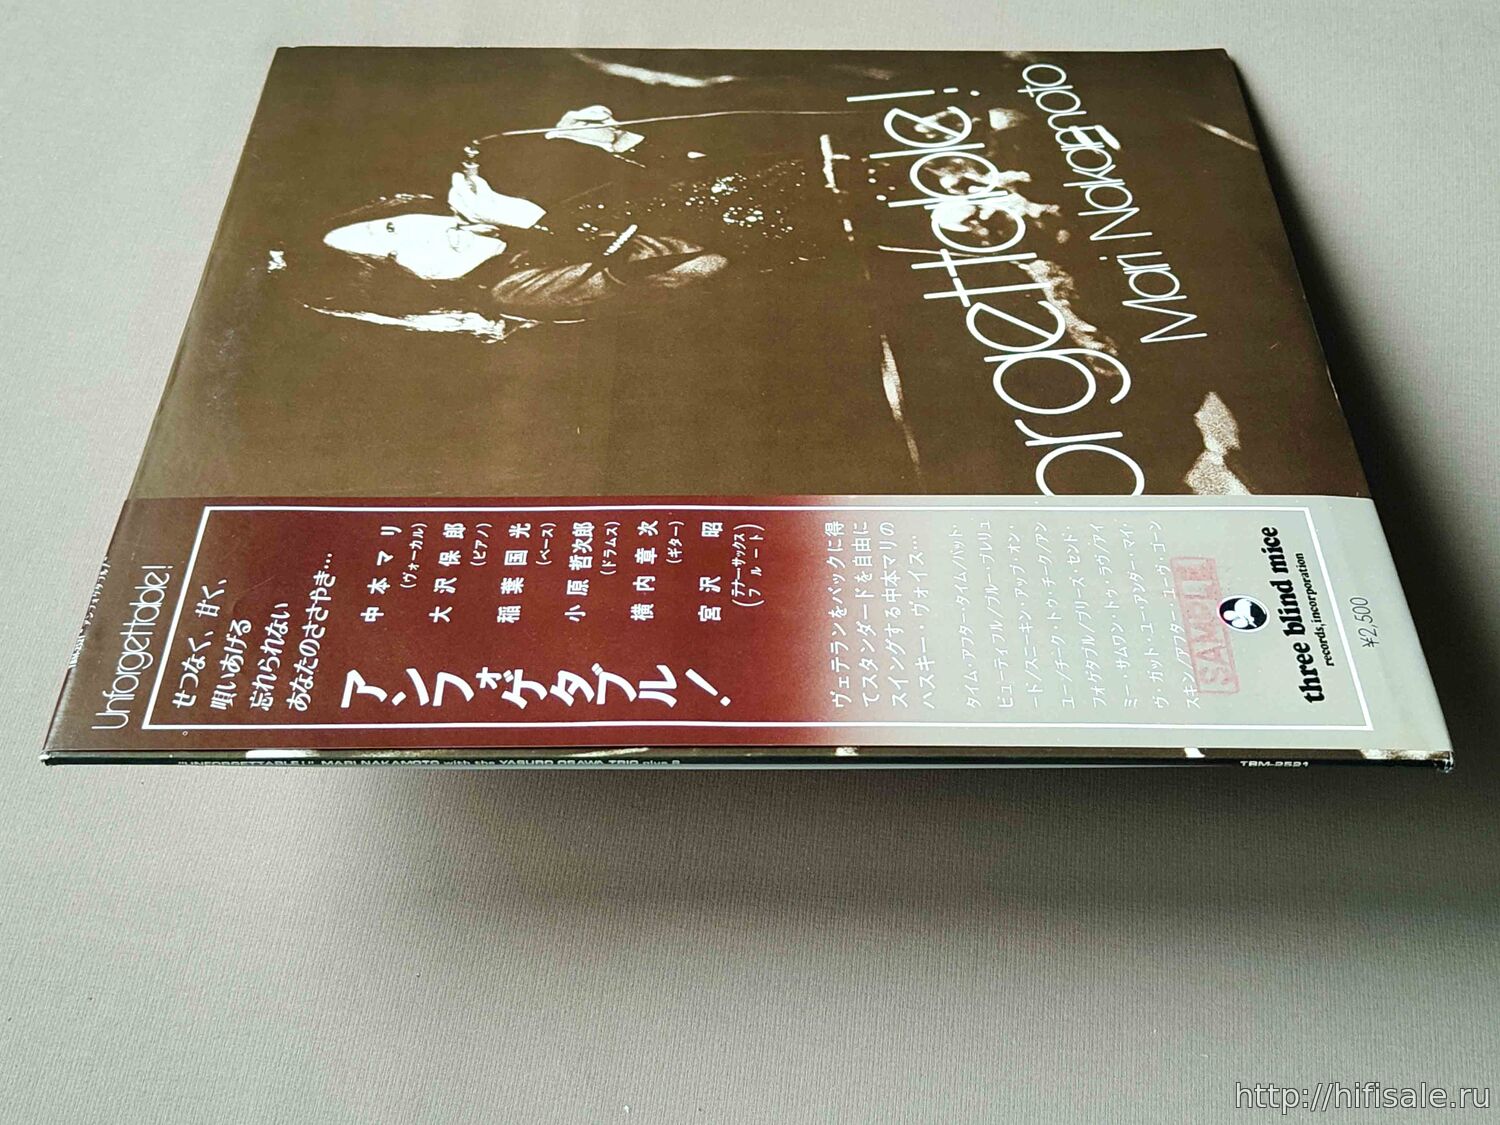 orgettable!
Mari Nakamoto
Unforgettable!
せつなく、甘く、
唄いあげる
忘れられない
あなたのささやき…
アンフォゲタブル!
中本マリ
(ヴォーカル)
大沢保郎
(ピアノ)
稲葉国光
(ベース)
小原哲次郎
(ドラムス)
横内章次
(ギター)
宮沢 昭
(テナーサックス
フルート)
ヴェテランをバックに得
てスタンダードを自由に
スイングする中本マリの
ハスキー・ヴォイス…
タイム・アフター・タイム/ハット・
ビューティフル/ブルー・プレリュ
ード/スニーキン・アップ・オン・
ユー/チーク・トゥ・チーク/アン
フォゲタブル/プリーズ・センド・
ミー・サムワン・トゥ・ラヴ/アイ
ヴ・ガット・ユー・アンダー・マイ・
スキン/アフター・ユーヴ・ゴーン
SAMPLE
three blind mice
records, incorporation
¥2,500
"UNFORGETTABLE!" MARI NAKAMOTO with the YASURO OSAWA TRIO plus 2
TBM-2521
http://hifisale.ru